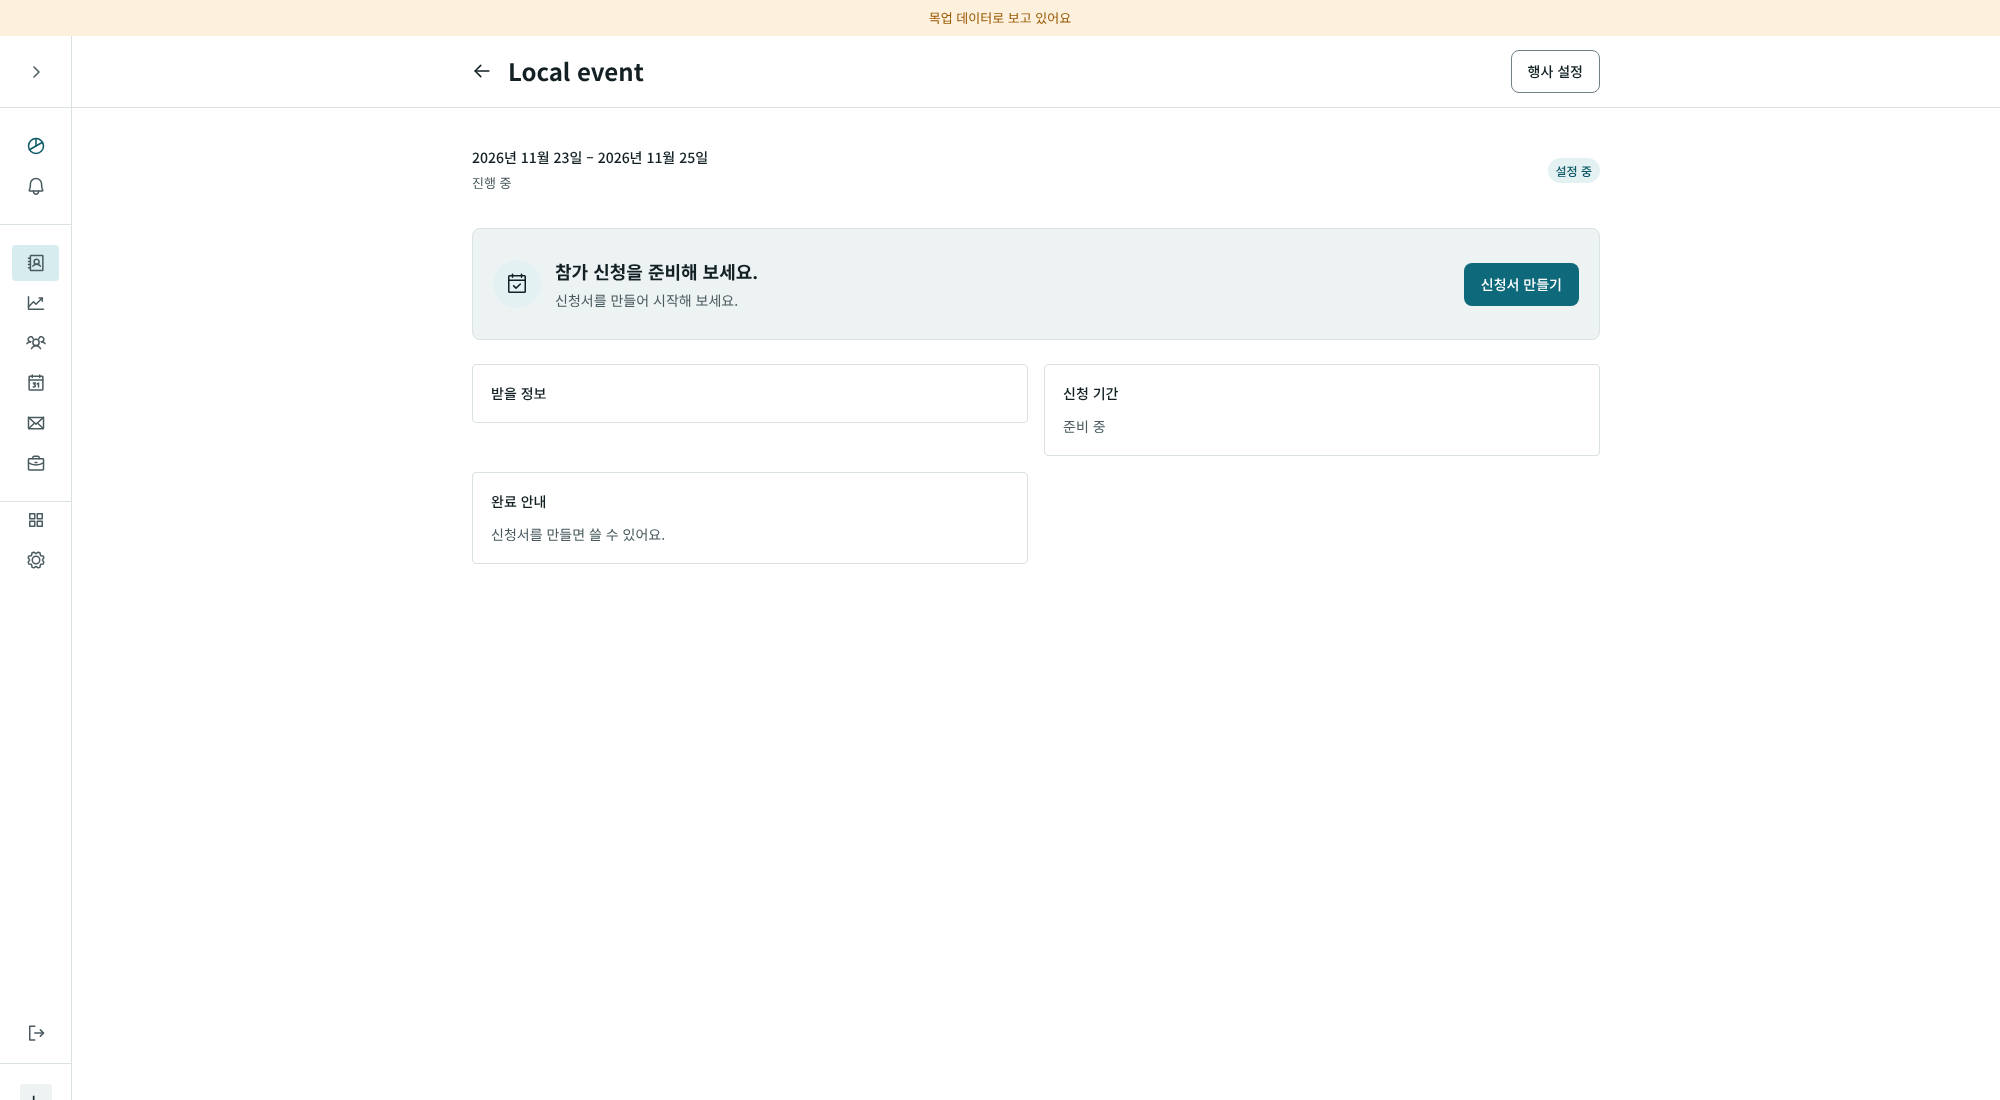 목업 데이터로 보고 있어요
Local event
행사 설정
2026년 11월 23일 – 2026년 11월 25일
진행 중
설정 중
참가 신청을 준비해 보세요.
신청서를 만들어 시작해 보세요.
신청서 만들기
받을 정보
신청 기간
준비 중
완료 안내
신청서를 만들면 쓸 수 있어요.
31